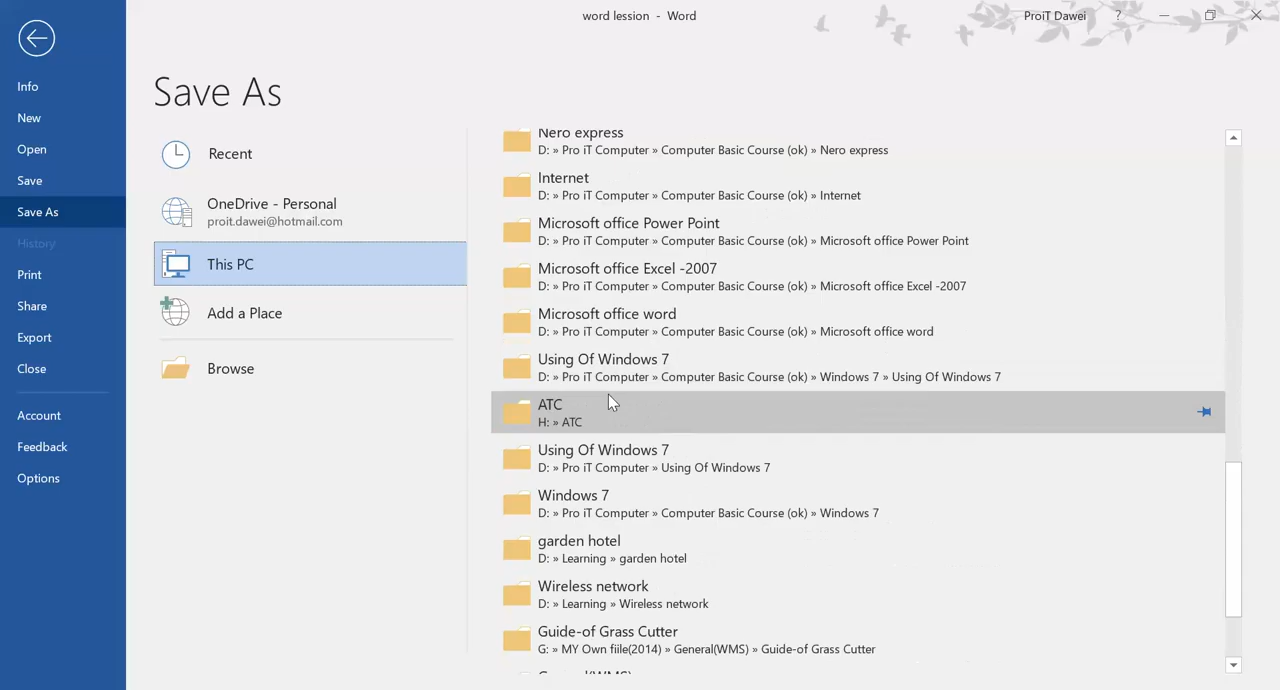 word lession - Word
ProiT Dawei
?
Info
New
Open
Save
Save As
History
Print
Share
Export
Close
Account
Feedback
Options
Save As
Recent
OneDrive - Personal
proit.dawei@hotmail.com
This PC
Add a Place
Browse
Nero express
D: » Pro iT Computer » Computer Basic Course (ok) » Nero express
Internet
D: » Pro iT Computer » Computer Basic Course (ok) » Internet
Microsoft office Power Point
D: » Pro iT Computer » Computer Basic Course (ok) » Microsoft office Power Point
Microsoft office Excel -2007
D: » Pro iT Computer » Computer Basic Course (ok) » Microsoft office Excel -2007
Microsoft office word
D: » Pro iT Computer » Computer Basic Course (ok) » Microsoft office word
Using Of Windows 7
D: » Pro iT Computer » Computer Basic Course (ok) » Windows 7 » Using Of Windows 7
ATC
H: » ATC
Using Of Windows 7
D: » Pro iT Computer » Using Of Windows 7
Windows 7
D: » Pro iT Computer » Computer Basic Course (ok) » Windows 7
garden hotel
D: » Learning » garden hotel
Wireless network
D: » Learning » Wireless network
Guide-of Grass Cutter
G: » MY Own fiile(2014) » General(WMS) » Guide-of Grass Cutter
General(WMS)